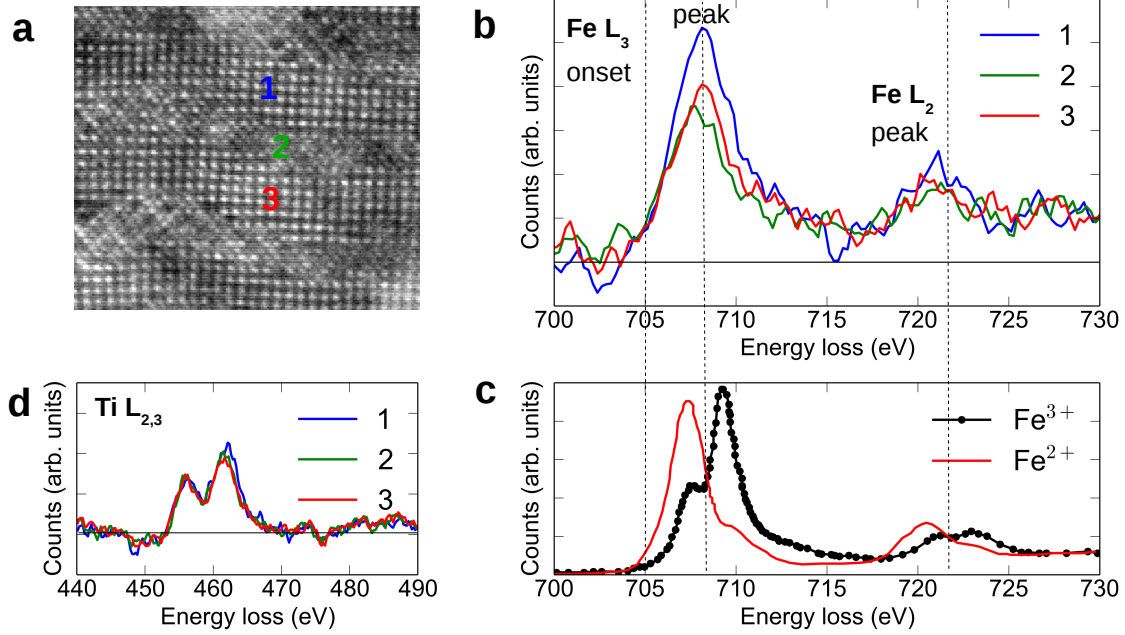 a
1
2
3
b
Fe L3
onset
peak
Fe L2
peak
1
2
3
Counts (arb. units)
700 705 710 715 720 725 730
Energy loss (eV)
d
Ti L2,3
1
2
3
Counts (arb. units)
440 450 460 470 480 490
Energy loss (eV)
c
Fe3+
Fe2+
Counts (arb. units)
700 705 710 715 720 725 730
Energy loss (eV)